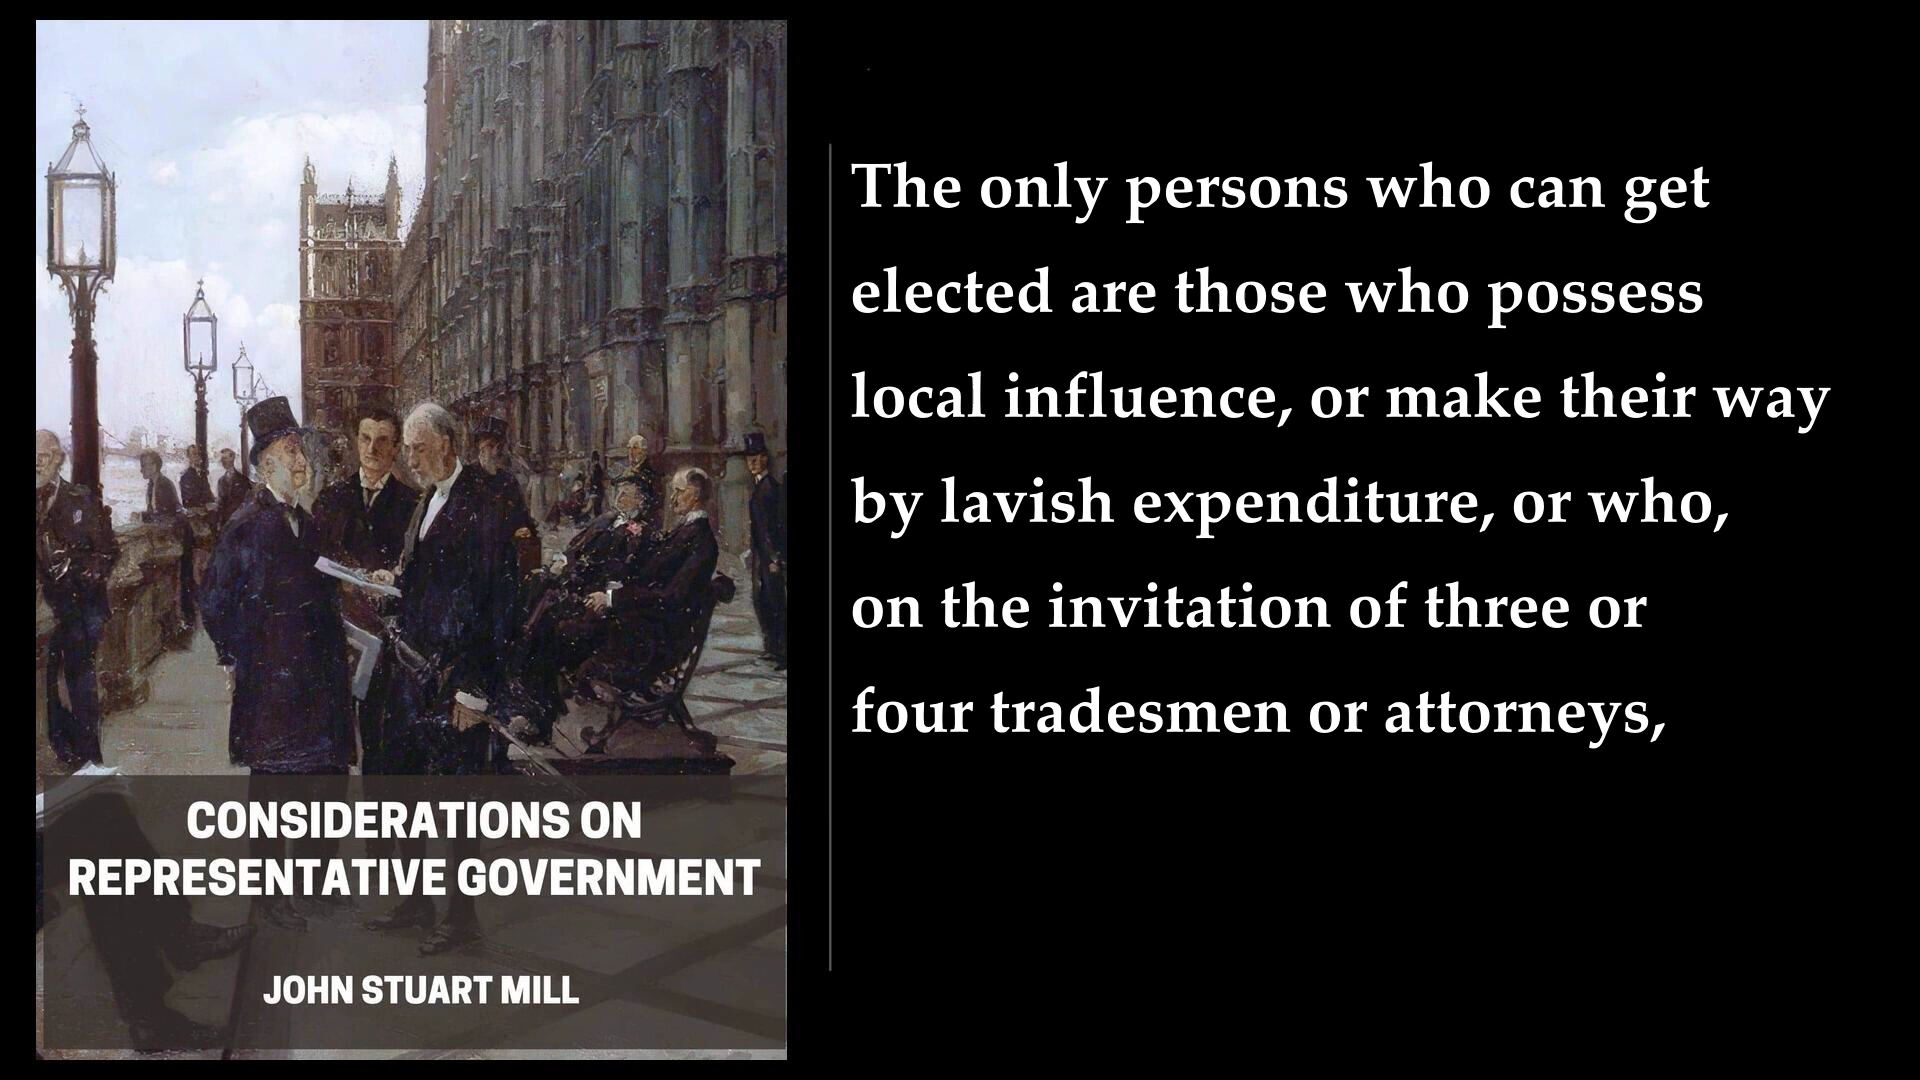 The only persons who can get
elected are those who possess
local influence, or make their way
by lavish expenditure, or who,
on the invitation of three or
four tradesmen or attorneys,
CONSIDERATIONS ON
REPRESENTATIVE GOVERNMENT
JOHN STUART MILL